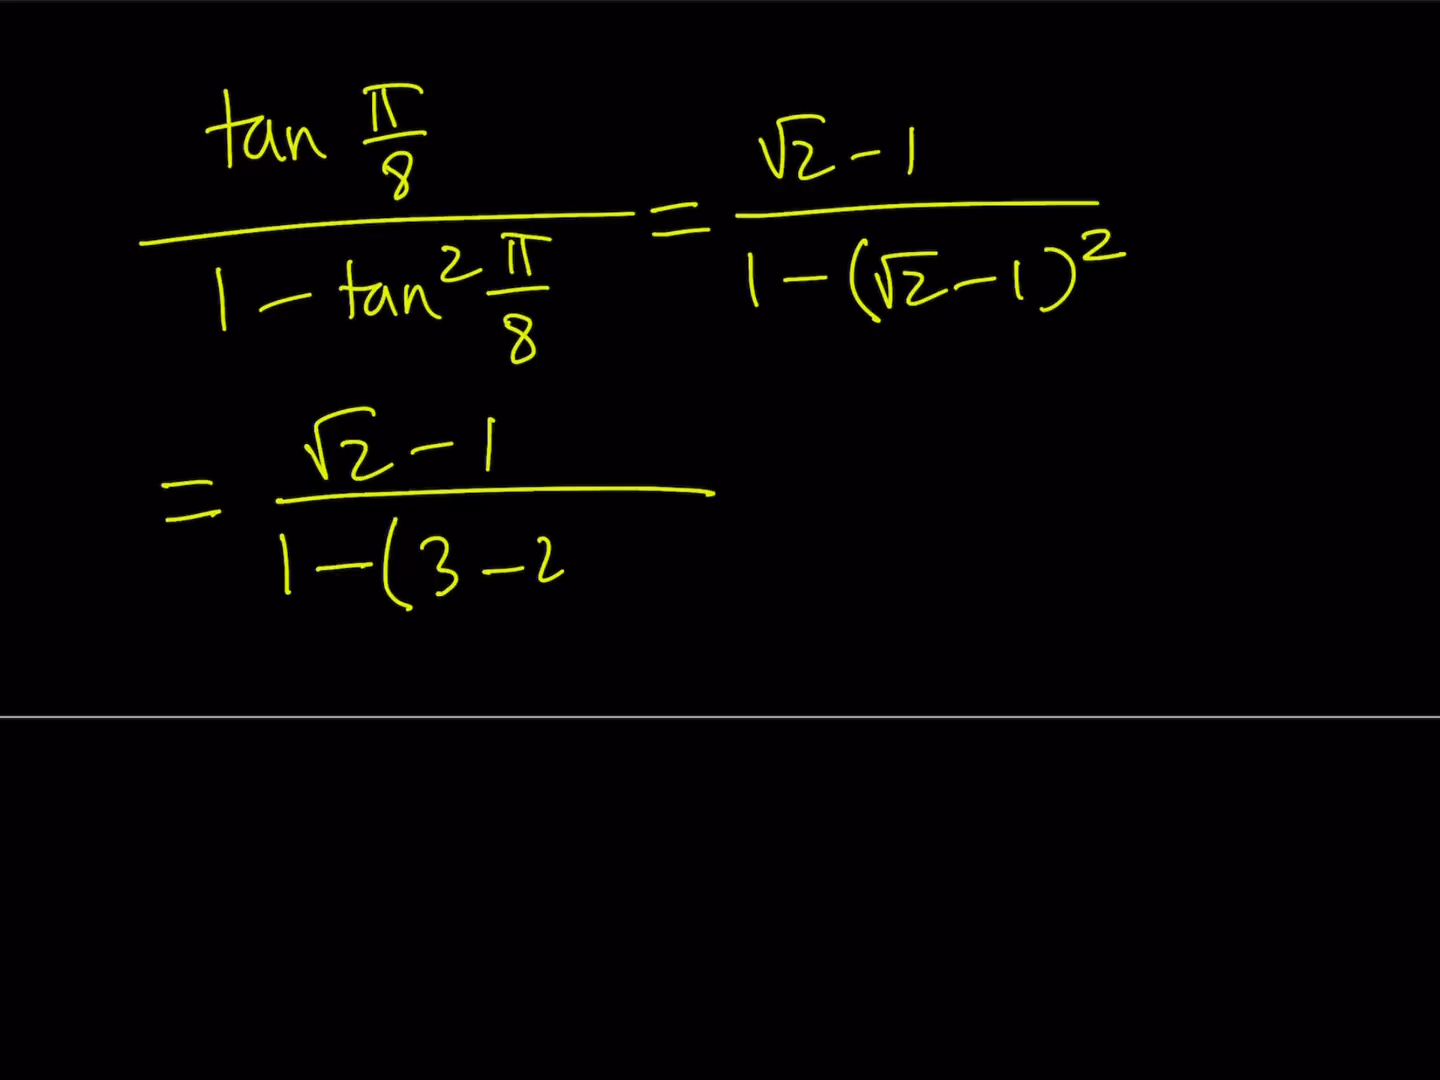 tan π/8 / 1 - tan² π/8 = √2 - 1 / 1 - (√2 - 1)²
= √2 - 1 / 1 - (3 - 2